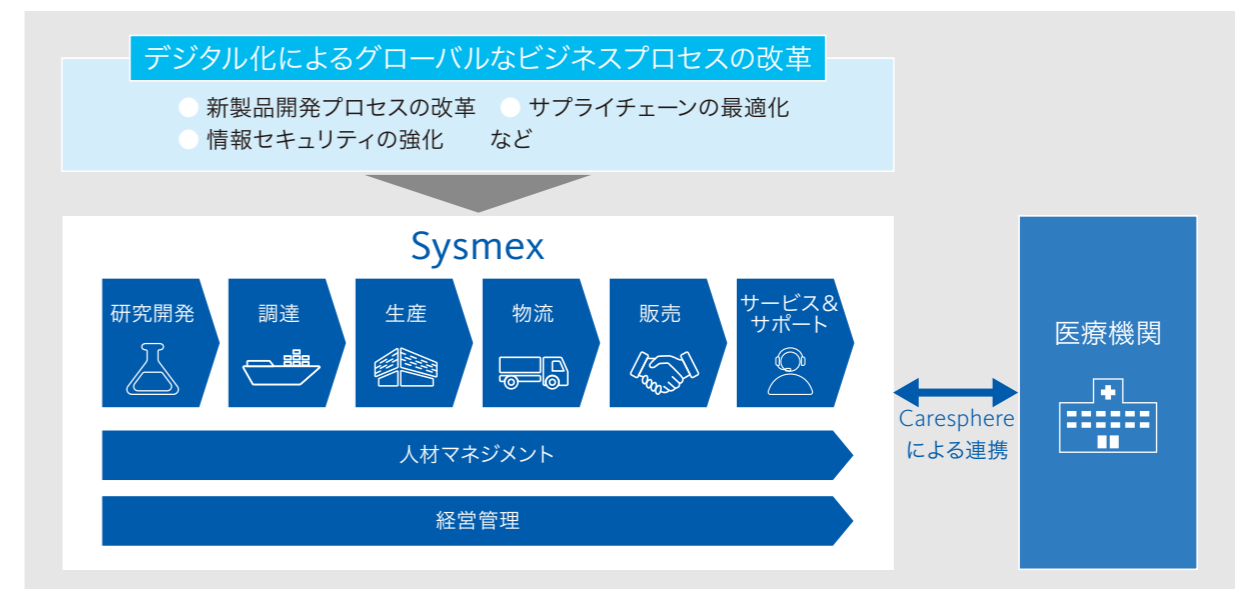 デジタル化によるグローバルなビジネスプロセスの改革
新製品開発プロセスの改革 サプライチェーンの最適化
情報セキュリティの強化 など
Sysmex
研究開発
調達
生産
物流
販売
サービス&
サポート
人材マネジメント
経営管理
Caresphere
による連携
医療機関